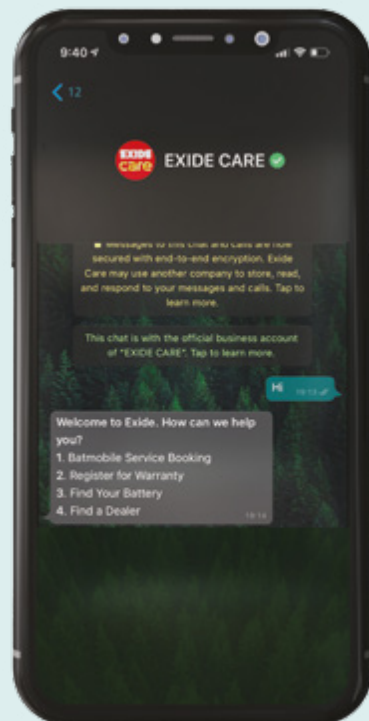 9:40
12
EXIDE
care
EXIDE CARE
Messages to this chat and calls are now
secured with end-to-end encryption. Exide
Care may use another company to store, read,
and respond to your messages and calls. Tap to
learn more.
This chat is with the official business account
of "EXIDE CARE". Tap to learn more.
Hi
Welcome to Exide. How can we help
you?
1. Batmobile Service Booking
2. Register for Warranty
3. Find Your Battery
4. Find a Dealer